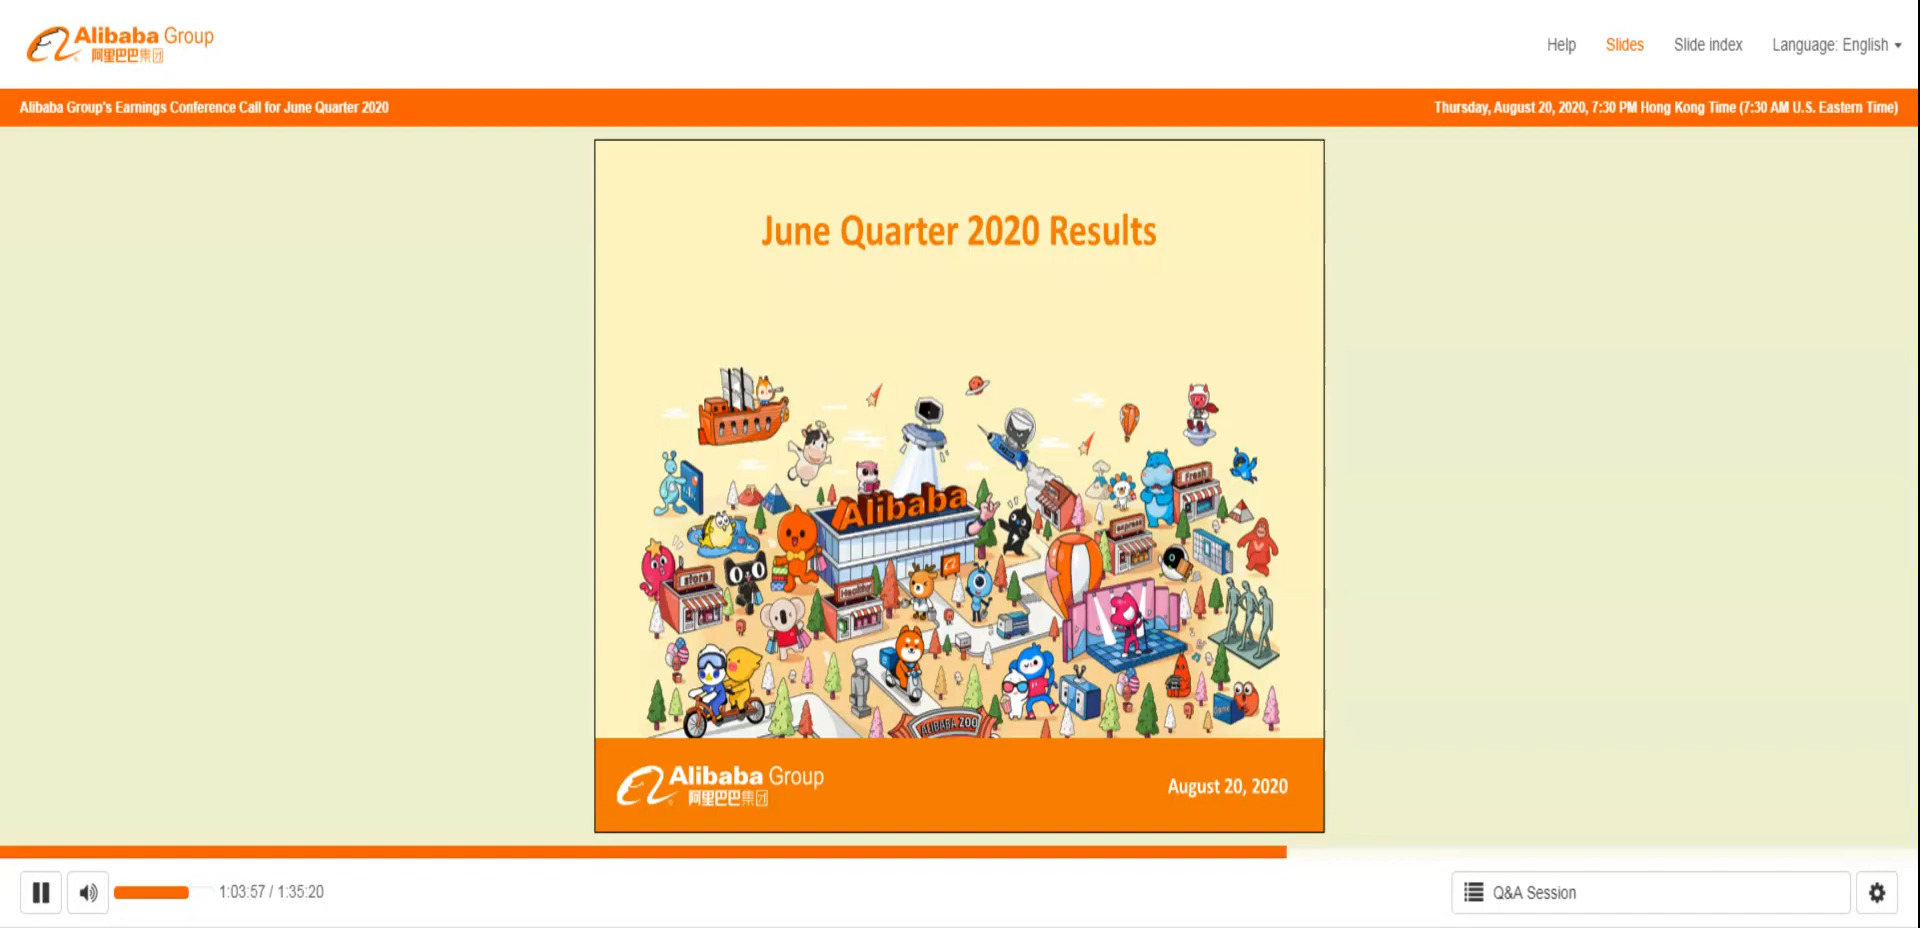 Alibaba Group
阿里巴巴集团
Help Slides Slide index Language: English
Alibaba Group's Earnings Conference Call for June Quarter 2020
Thursday, August 20, 2020, 7:30 PM Hong Kong Time (7:30 AM U.S. Eastern Time)
June Quarter 2020 Results
Fresh
Alibaba
express
store
Healthy
Game
ALIBABA ZOO
Alibaba Group
阿里巴巴集团
August 20, 2020
1:03:57 / 1:35:20
Q&A Session